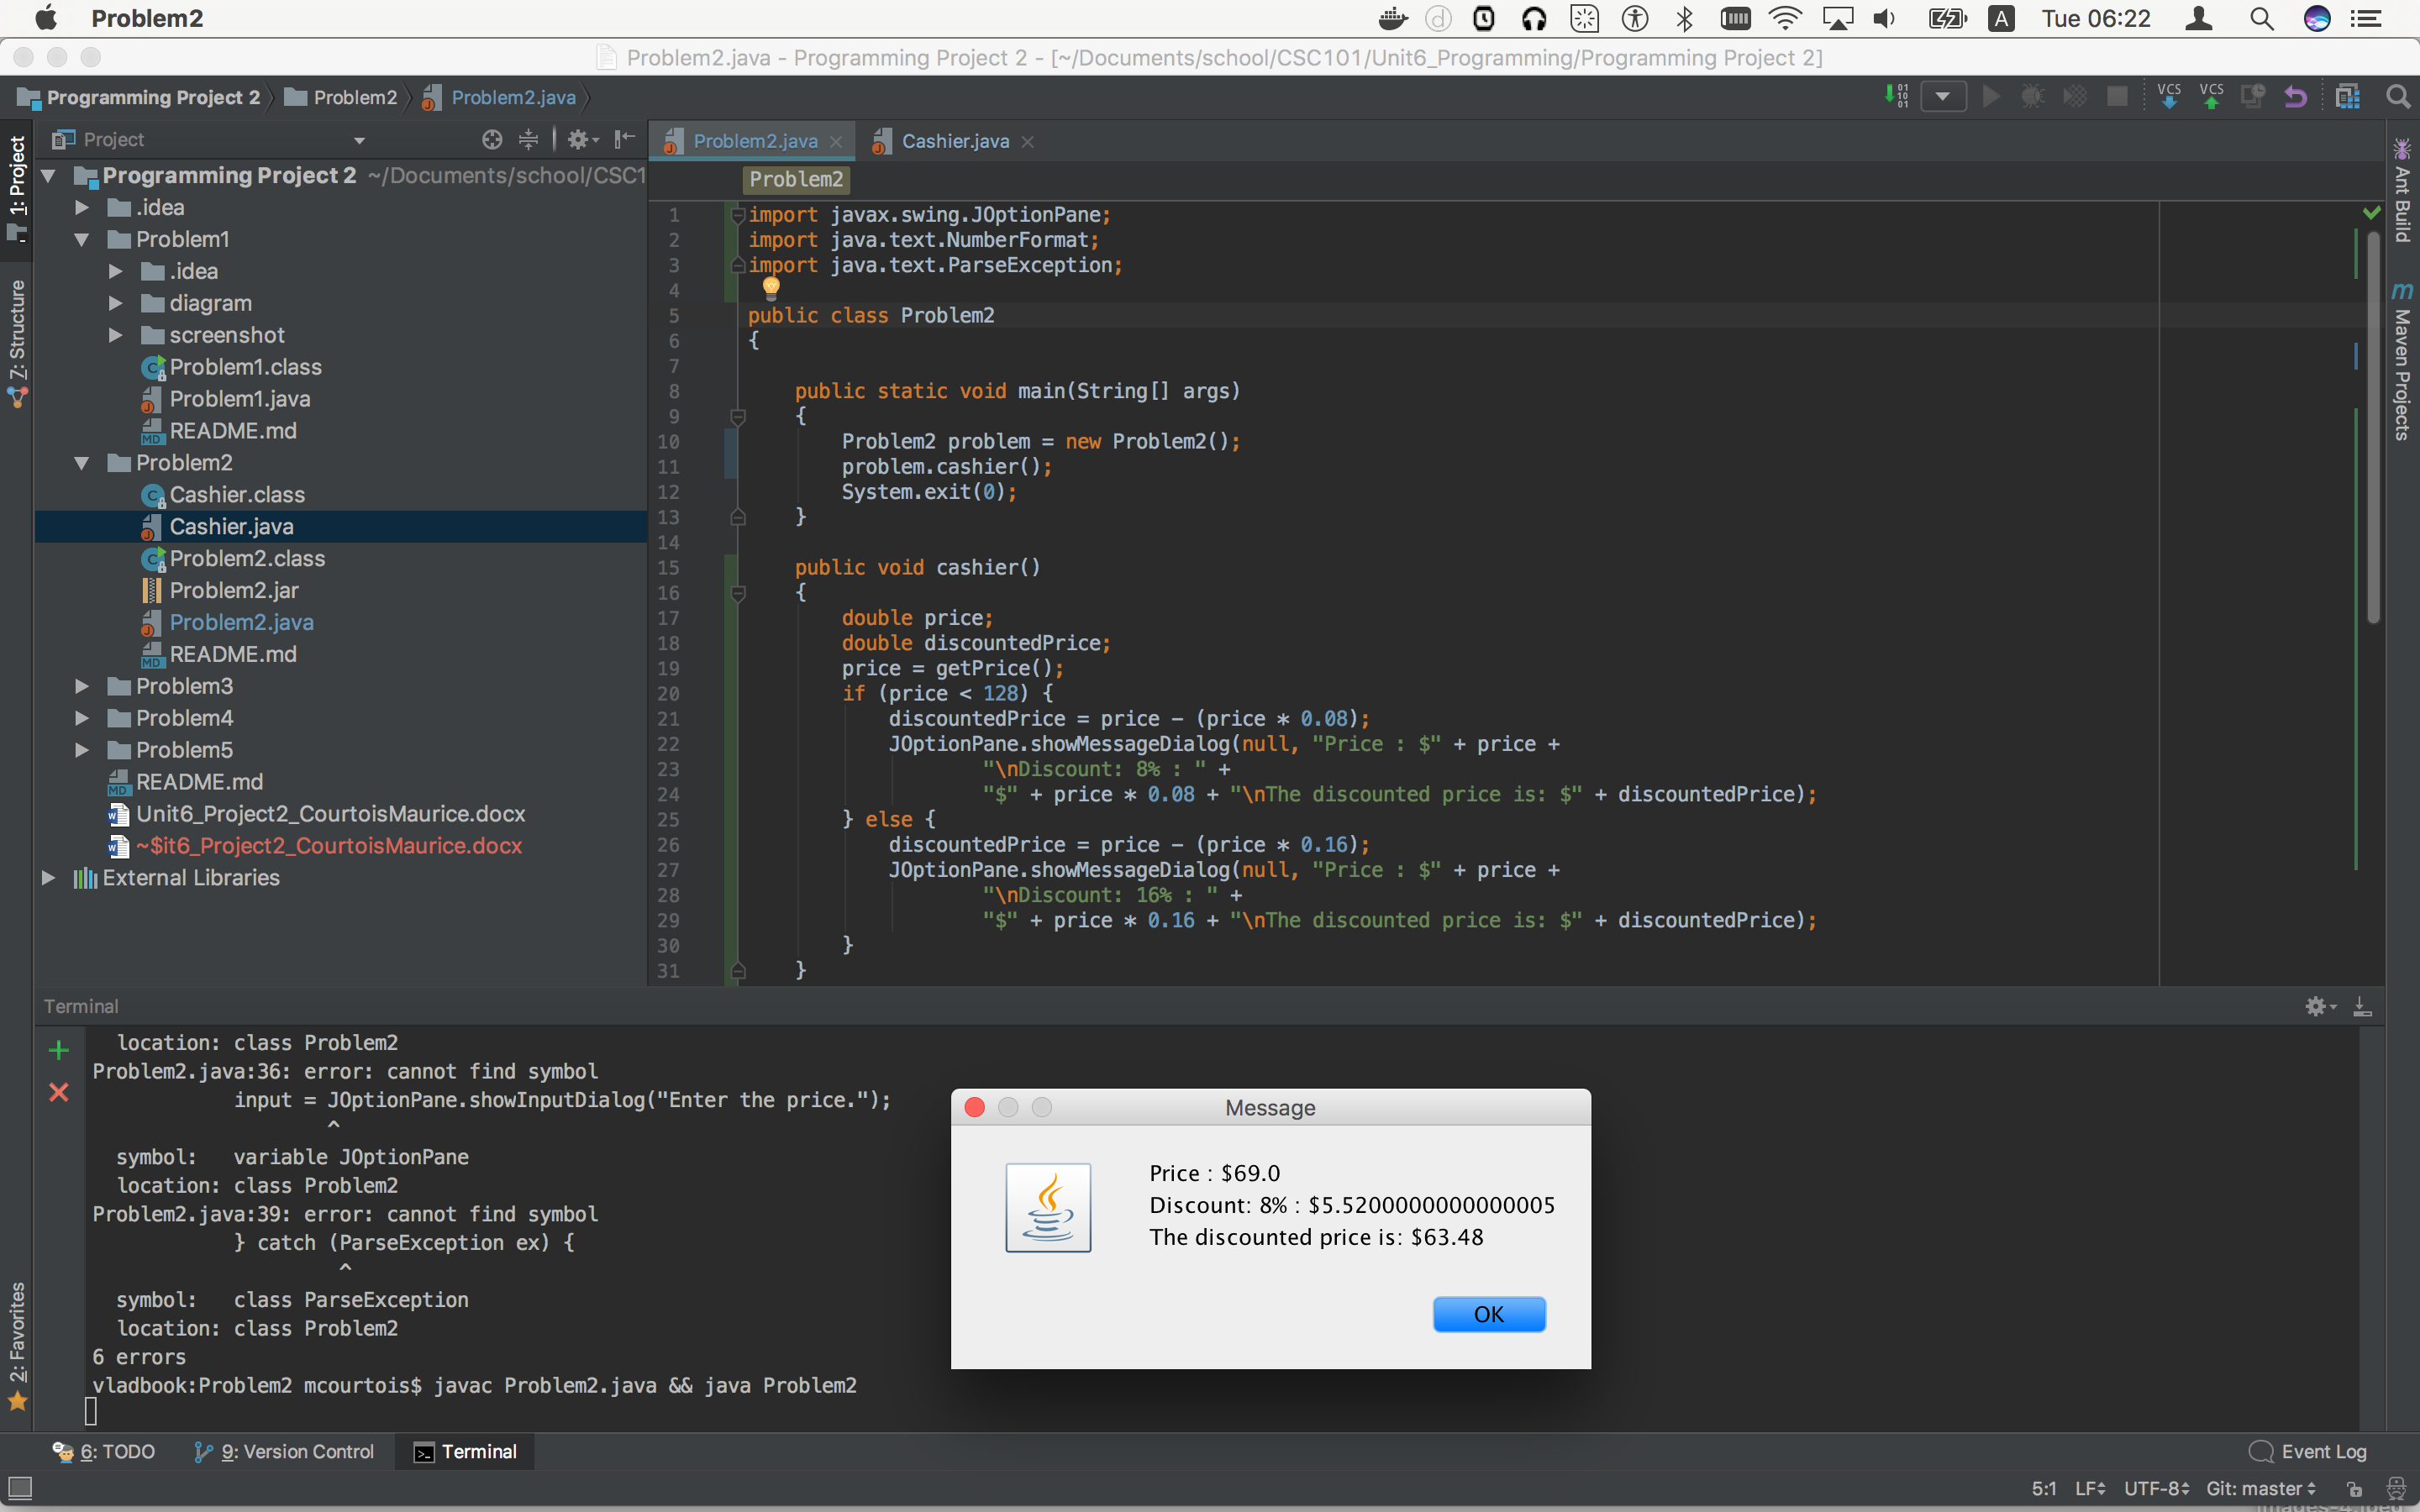 Problem2
Tue 06:22
Problem2.java - Programming Project 2 - [~/Documents/school/CSC101/Unit6_Programming/Programming Project 2]
Programming Project 2
Problem2
Problem2.java
VCS
VCS
1: Project
7: Structure
2: Favorites
Project
Programming Project 2 ~/Documents/school/CSC1
.idea
Problem1
.idea
diagram
screenshot
Problem1.class
Problem1.java
README.md
Problem2
Cashier.class
Cashier.java
Problem2.class
Problem2.jar
Problem2.java
README.md
Problem3
Problem4
Problem5
README.md
Unit6_Project2_CourtoisMaurice.docx
~$it6_Project2_CourtoisMaurice.docx
External Libraries
Problem2.java
Cashier.java
Problem2
1 import javax.swing.JOptionPane;
2 import java.text.NumberFormat;
3 import java.text.ParseException;
4
5 public class Problem2
6 {
7
8 public static void main(String[] args)
9 {
10 Problem2 problem = new Problem2();
11 problem.cashier();
12 System.exit(0);
13 }
14
15 public void cashier()
16 {
17 double price;
18 double discountedPrice;
19 price = getPrice();
20 if (price < 128) {
21 discountedPrice = price - (price * 0.08);
22 JOptionPane.showMessageDialog(null, "Price : $" + price +
23 "\nDiscount: 8% : " +
24 "$" + price * 0.08 + "\nThe discounted price is: $" + discountedPrice);
25 } else {
26 discountedPrice = price - (price * 0.16);
27 JOptionPane.showMessageDialog(null, "Price : $" + price +
28 "\nDiscount: 16% : " +
29 "$" + price * 0.16 + "\nThe discounted price is: $" + discountedPrice);
30 }
31 }
Ant Build
Maven Projects
Terminal
location: class Problem2
Problem2.java:36: error: cannot find symbol
input = JOptionPane.showInputDialog("Enter the price.");
^
symbol: variable JOptionPane
location: class Problem2
Problem2.java:39: error: cannot find symbol
} catch (ParseException ex) {
^
symbol: class ParseException
location: class Problem2
6 errors
vladbook:Problem2 mcourtois$ javac Problem2.java && java Problem2
Message
Price : $69.0
Discount: 8% : $5.5200000000000005
The discounted price is: $63.48
OK
6: TODO
9: Version Control
Terminal
Event Log
5:1
LF
UTF-8
Git: master